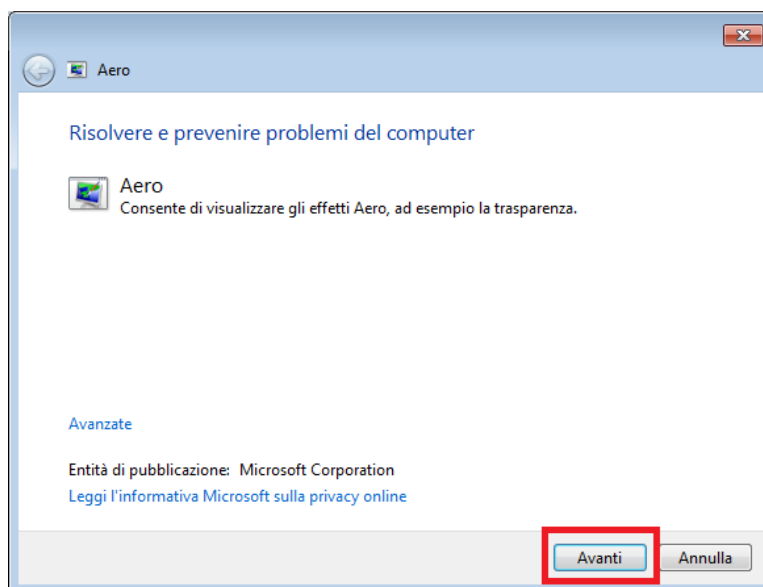 Aero
Risolvere e prevenire problemi del computer
Aero
Consente di visualizzare gli effetti Aero, ad esempio la trasparenza.
Avanzate
Entità di pubblicazione: Microsoft Corporation
Leggi l'informativa Microsoft sulla privacy online
Avanti Annulla